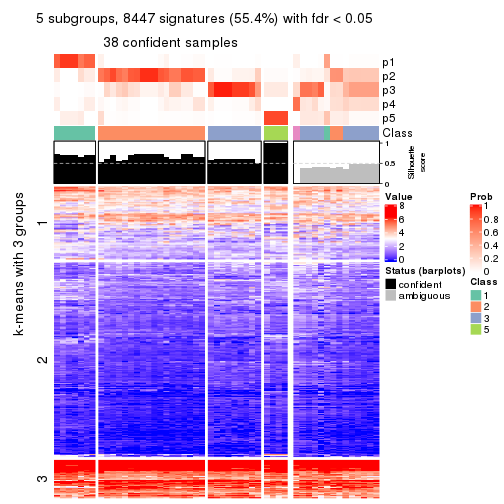 5 subgroups, 8447 signatures (55.4%) with fdr < 0.05
38 confident samples
p1
p2
p3
p4
p5
Class
1
0.5
0
Silhouette
score
k-means with 3 groups
1
2
3
Value
8
6
4
2
0
Status (barplots)
confident
ambiguous
Prob
1
0.8
0.6
0.4
0.2
0
Class
1
2
3
5